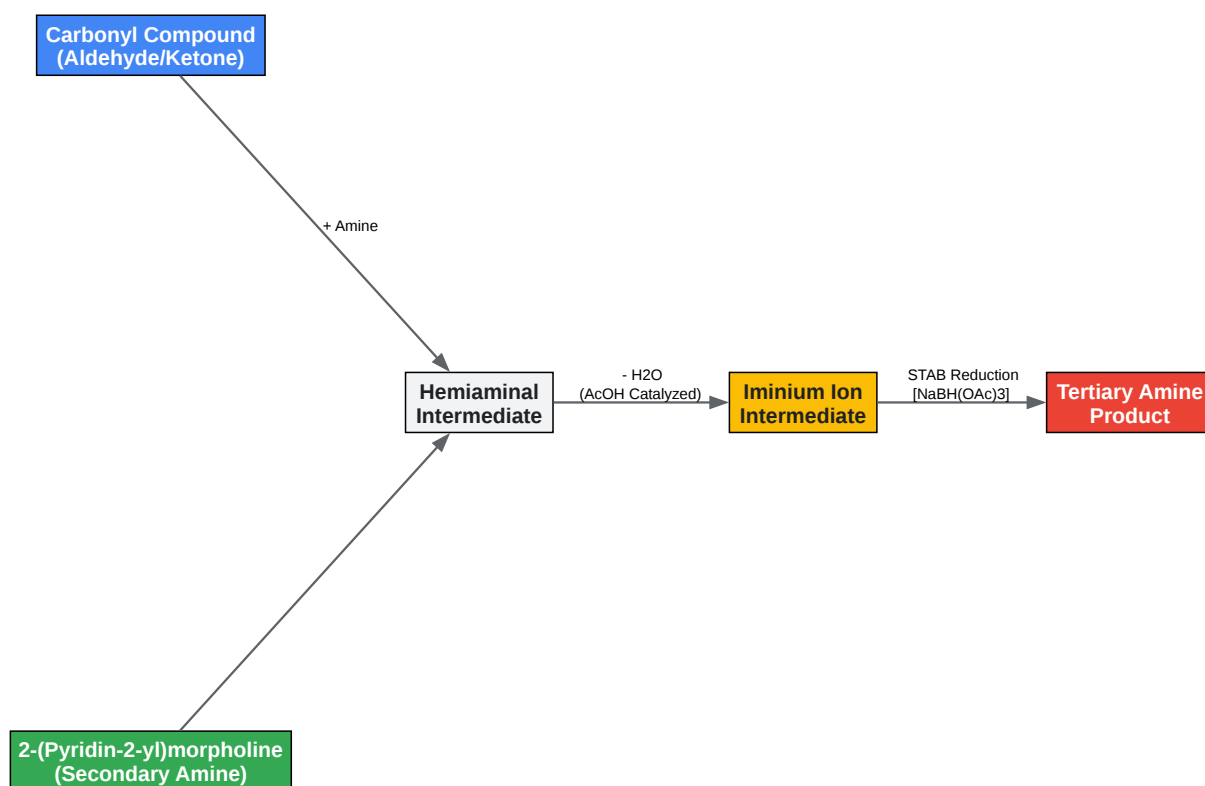 Carbonyl Compound
(Aldehyde/Ketone)
+ Amine
Hemiaminal
Intermediate
- H2O
(AcOH Catalyzed)
Iminium Ion
Intermediate
STAB Reduction
[NaBH(OAc)3]
Tertiary Amine
Product
2-(Pyridin-2-yl)morpholine
(Secondary Amine)